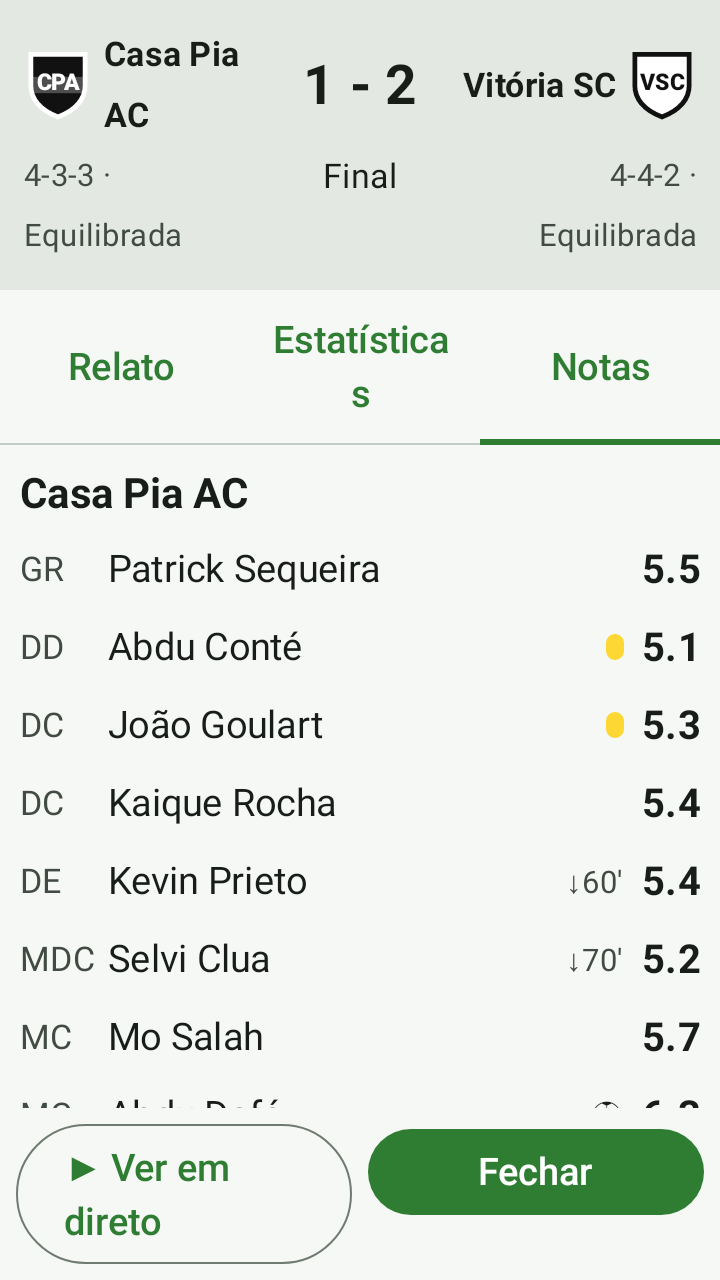 CPA
Casa Pia
AC
1 - 2
Vitória SC
VSC
4-3-3 ·
Equilibrada
Final
4-4-2 ·
Equilibrada
Relato
Estatística
s
Notas
Casa Pia AC
GR Patrick Sequeira 5.5
DD Abdu Conté 5.1
DC João Goulart 5.3
DC Kaique Rocha 5.4
DE Kevin Prieto ↓60' 5.4
MDC Selvi Clua ↓70' 5.2
MC Mo Salah 5.7
► Ver em
direto
Fechar